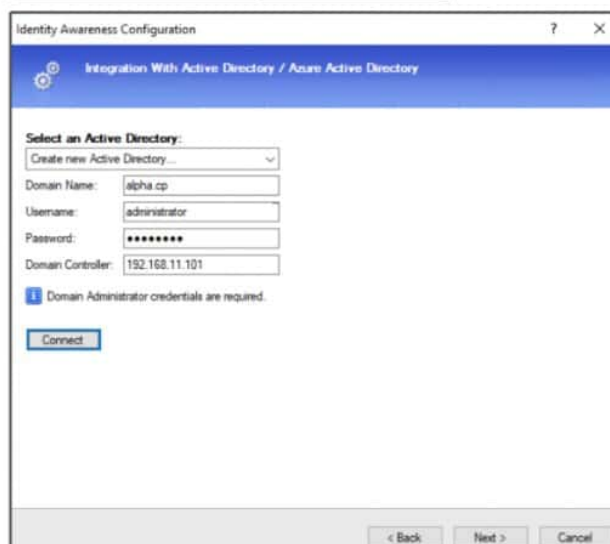 Identity Awareness Configuration ? ×
Integration With Active Directory / Azure Active Directory
Select an Active Directory:
Create new Active Directory...
Domain Name: alpha.cp
Username: administrator
Password: ••••••••
Domain Controller: 192.168.11.101
i Domain Administrator credentials are required.
Connect
< Back Next > Cancel